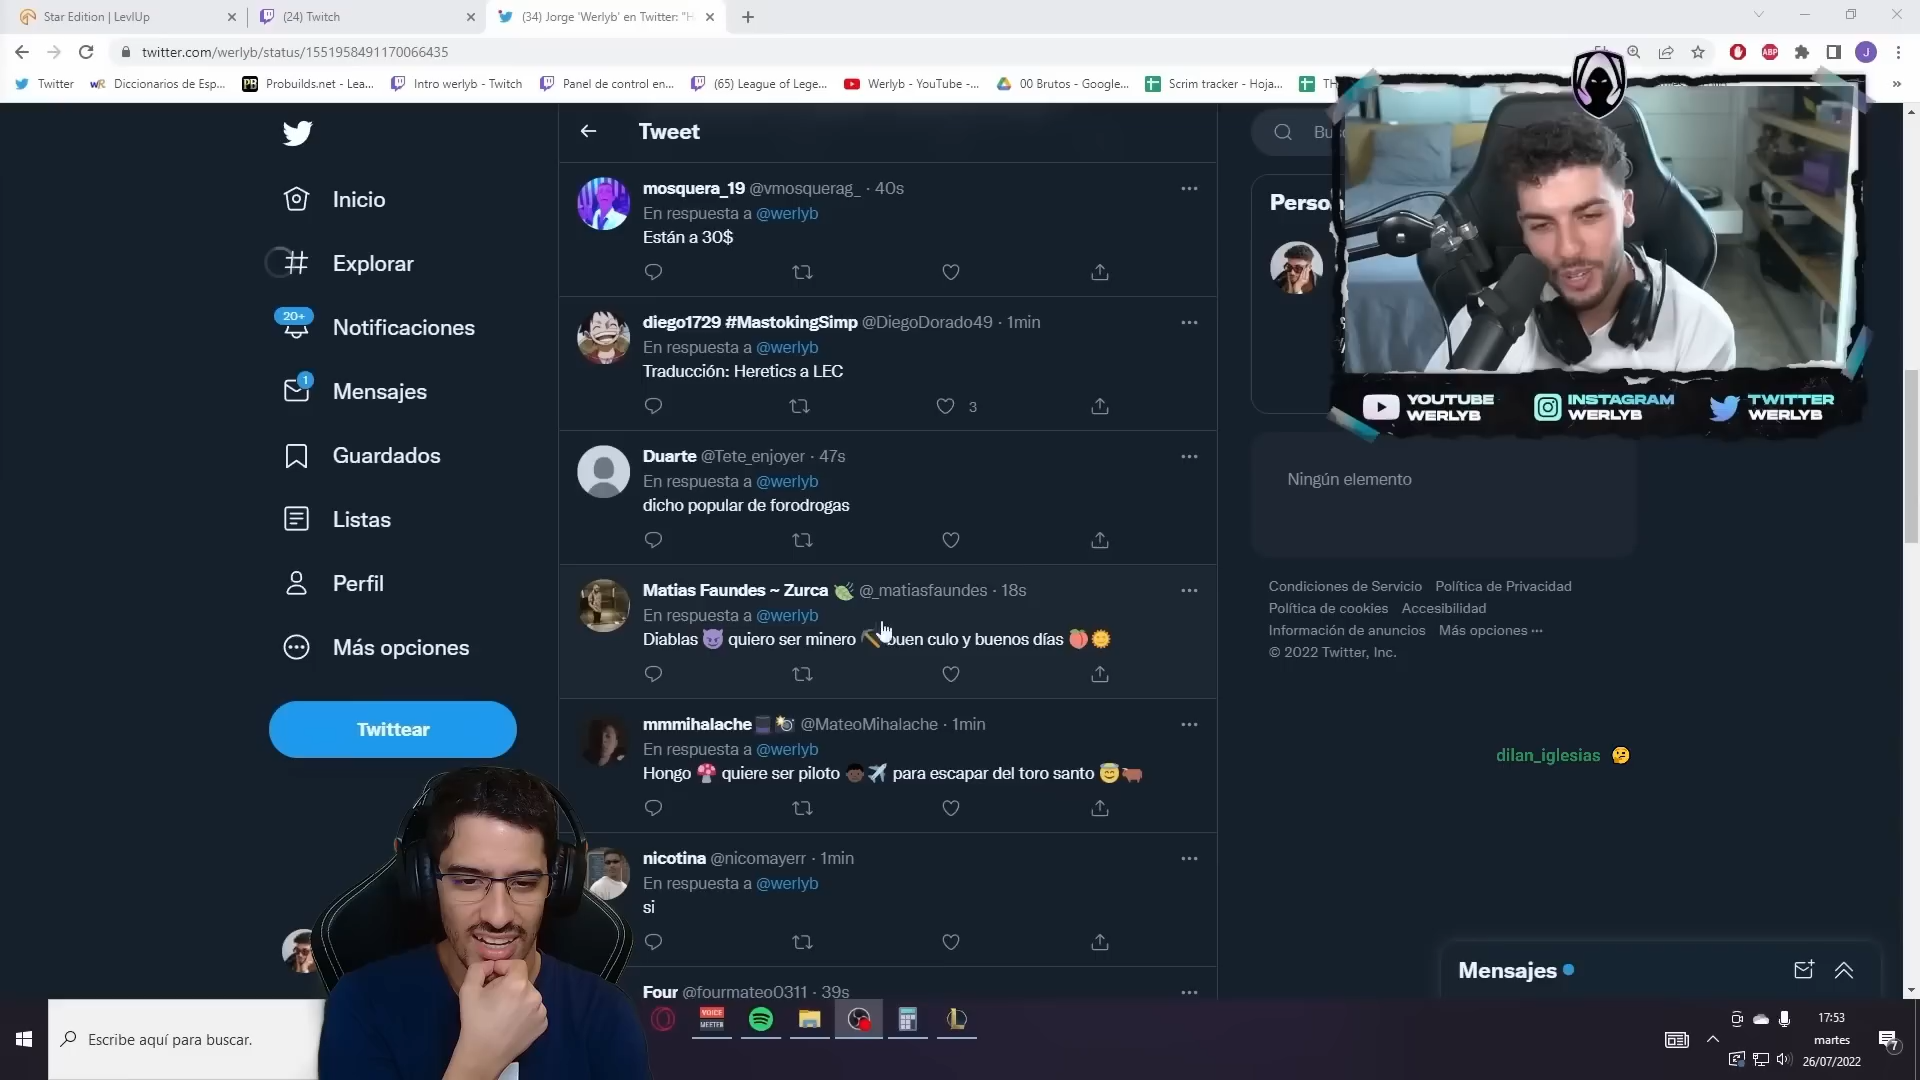 Star Edition | LevlUp
(24) Twitch
(34) Jorge 'Werlyb' en Twitter: "H
twitter.com/werlyb/status/1551958491170066435
Twitter
Diccionarios de Esp...
Probuilds.net - Lea...
Intro werlyb - Twitch
Panel de control en...
(65) League of Lege...
Werlyb - YouTube -...
00 Brutos - Google...
Scrim tracker - Hoja...
Tweet
Inicio
Explorar
20+
Notificaciones
1
Mensajes
Guardados
Listas
Perfil
Más opciones
Twittear
mosquera_19 @vmosquerag_ · 40s
En respuesta a @werlyb
Están a 30$
diego1729 #MastokingSimp @DiegoDorado49 · 1min
En respuesta a @werlyb
Traducción: Heretics a LEC
3
Duarte @Tete_enjoyer · 47s
En respuesta a @werlyb
dicho popular de forodrogas
Matias Faundes ~ Zurca 🍃 @_matiasfaundes · 18s
En respuesta a @werlyb
Diablas 😈 quiero ser minero ⛏️ buen culo y buenos días 🍑🌞
mmmihalache @MateoMihalache · 1min
En respuesta a @werlyb
Hongo 🍄 quiere ser piloto ✈️ para escapar del toro santo 😇🐂
nicotina @nicomayerr · 1min
En respuesta a @werlyb
si
Four @fourmateo0311 · 39s
YOUTUBE
WERLYB
INSTAGRAM
WERLYB
TWITTER
WERLYB
Ningún elemento
Condiciones de Servicio Política de Privacidad
Política de cookies Accesibilidad
Información de anuncios Más opciones ···
© 2022 Twitter, Inc.
dilan_iglesias 🤔
Mensajes
Escribe aquí para buscar.
VOICE
MEETER
17:53
martes
26/07/2022
7